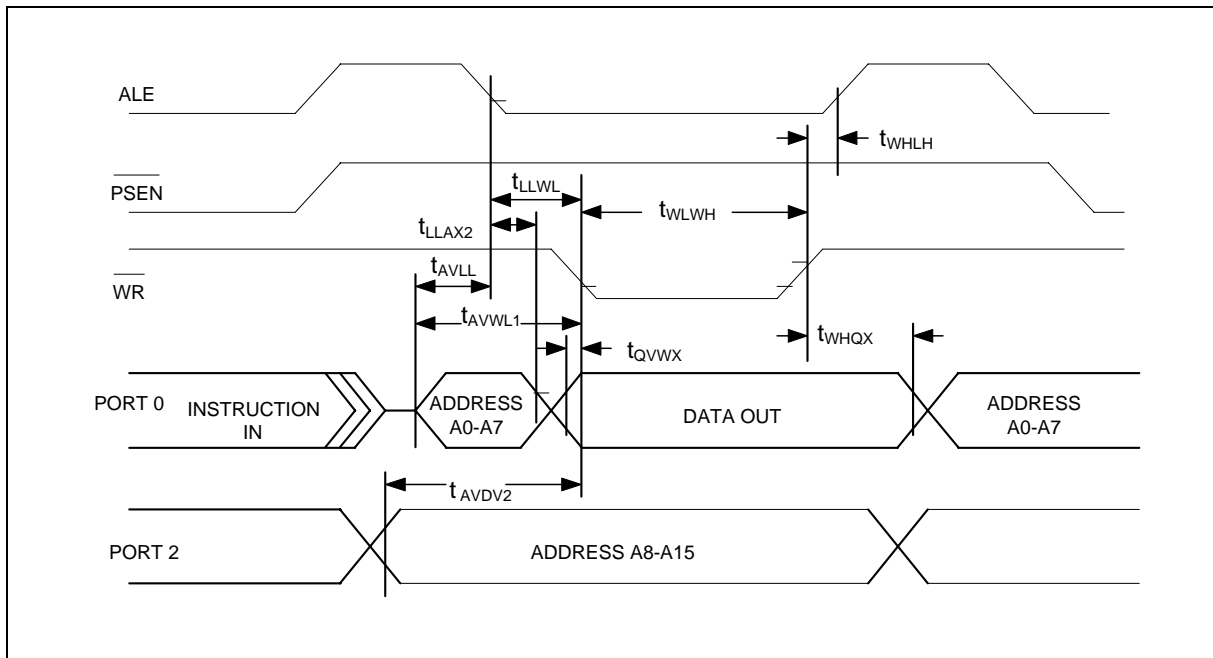 ALE
tWHLH
PSEN
tLLWL
tWLWH
tLLAX2
tAVLL
WR
tAVWL1
tWHQX
tQVWX
PORT 0
INSTRUCTION
IN
ADDRESS
A0-A7
DATA OUT
ADDRESS
A0-A7
tAVDV2
PORT 2
ADDRESS A8-A15